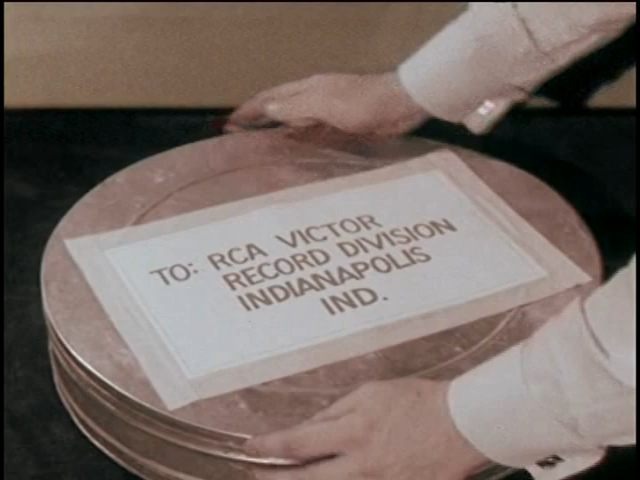 TO: RCA VICTOR
RECORD DIVISION
INDIANAPOLIS
IND.